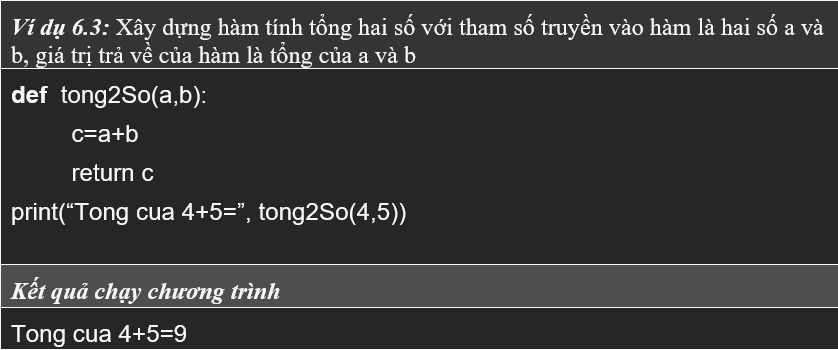 Ví dụ 6.3: Xây dựng hàm tính tổng hai số với tham số truyền vào hàm là hai số a và
b, giá trị trả về của hàm là tổng của a và b
def tong2So(a,b):
c=a+b
return c
print(“Tong cua 4+5=”, tong2So(4,5))
Kết quả chạy chương trình
Tong cua 4+5=9